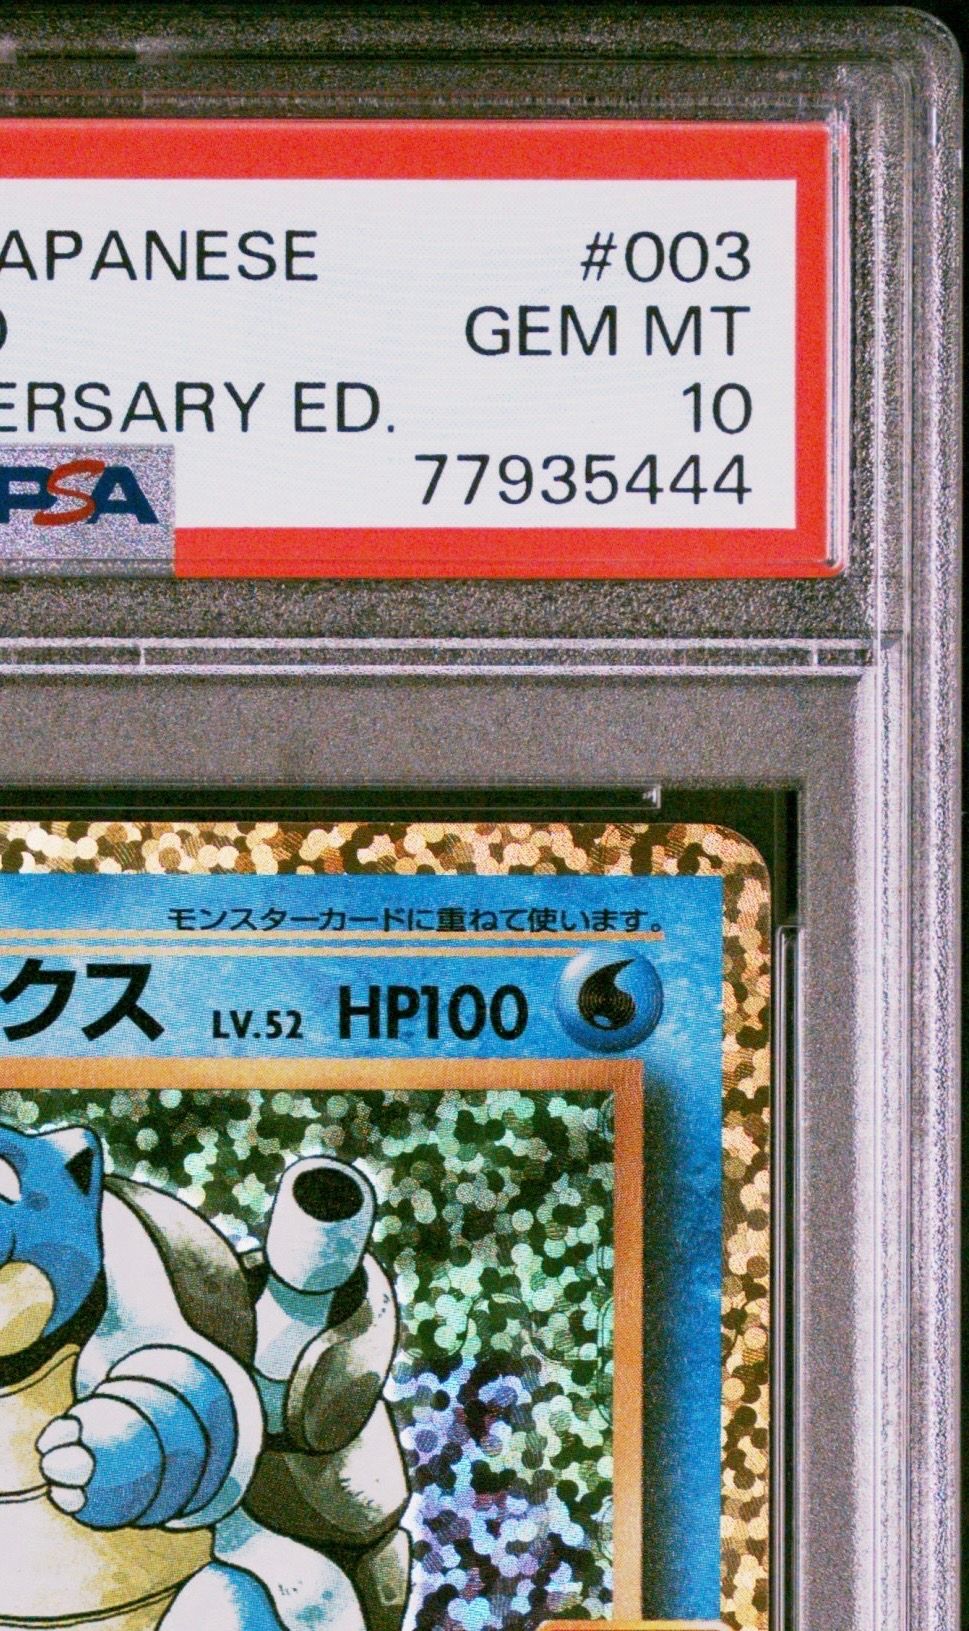 APANESE #003
GEM MT
ERSARY ED. 10
PSA 77935444
モンスターカードに重ねて使います。
クス LV.52 HP100